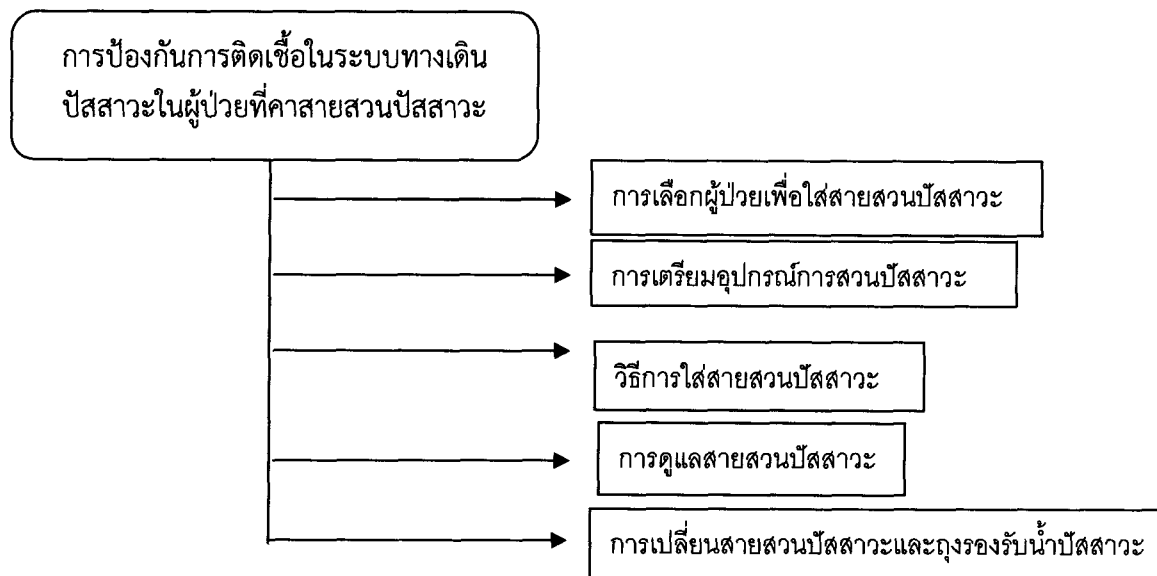 การป้องกันการติดเชื้อในระบบทางเดิน
ปัสสาวะในผู้ป่วยที่คาสายสวนปัสสาวะ
การเลือกผู้ป่วยเพื่อใส่สายสวนปัสสาวะ
การเตรียมอุปกรณ์การสวนปัสสาวะ
วิธีการใส่สายสวนปัสสาวะ
การดูแลสายสวนปัสสาวะ
การเปลี่ยนสายสวนปัสสาวะและถุงรองรับน้ำปัสสาวะ